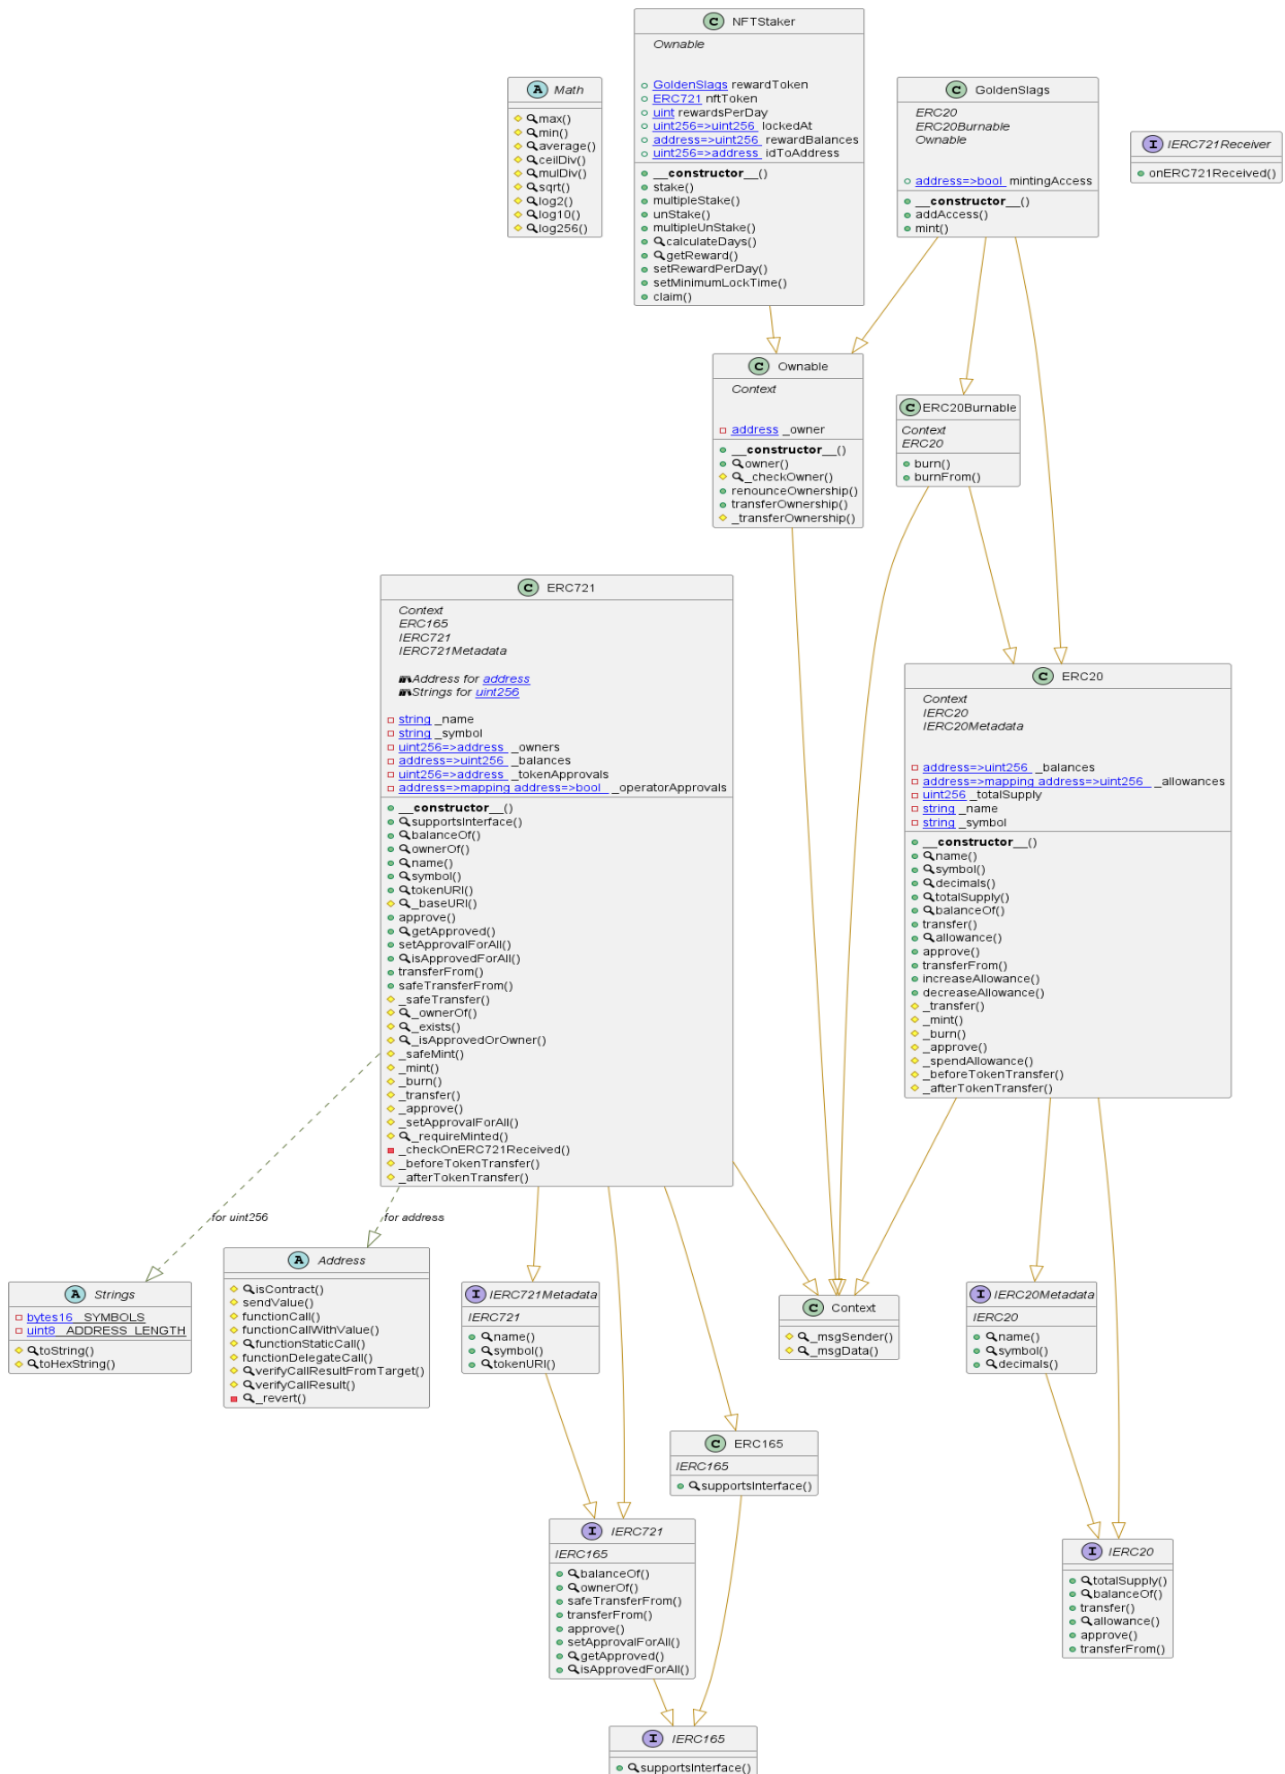 C NFTStaker
Ownable
GoldenSlags rewardToken
ERC721 nftToken
uint rewardsPerDay
uint256=>uint256 lockedAt
address=>uint256 rewardBalances
uint256=>address idToAddress
__constructor__()
stake()
multipleStake()
unStake()
multipleUnStake()
calculateDays()
getReward()
setRewardPerDay()
setMinimumLockTime()
claim()
A Math
max()
min()
average()
ceilDiv()
mulDiv()
sqrt()
log2()
log10()
log256()
C GoldenSlags
ERC20
ERC20Burnable
Ownable
address=>bool mintingAccess
__constructor__()
addAccess()
mint()
I IERC721Receiver
onERC721Received()
C Ownable
Context
address _owner
__constructor__()
owner()
_checkOwner()
renounceOwnership()
transferOwnership()
_transferOwnership()
C ERC20Burnable
Context
ERC20
burn()
burnFrom()
C ERC721
Context
ERC165
IERC721
IERC721Metadata
Address for address
Strings for uint256
string _name
string _symbol
uint256=>address _owners
address=>uint256 _balances
uint256=>address _tokenApprovals
address=>mapping address=>bool _operatorApprovals
__constructor__()
supportsInterface()
balanceOf()
ownerOf()
name()
symbol()
tokenURI()
_baseURI()
approve()
getApproved()
setApprovalForAll()
isApprovedForAll()
transferFrom()
safeTransferFrom()
_safeTransfer()
_ownerOf()
_exists()
_isApprovedOrOwner()
_safeMint()
_mint()
_burn()
_transfer()
_approve()
_setApprovalForAll()
_requireMinted()
_checkOnERC721Received()
_beforeTokenTransfer()
_afterTokenTransfer()
C ERC20
Context
IERC20
IERC20Metadata
address=>uint256 _balances
address=>mapping address=>uint256 _allowances
uint256 _totalSupply
string _name
string _symbol
__constructor__()
name()
symbol()
decimals()
totalSupply()
balanceOf()
transfer()
allowance()
approve()
transferFrom()
increaseAllowance()
decreaseAllowance()
_transfer()
_mint()
_burn()
_approve()
_spendAllowance()
_beforeTokenTransfer()
_afterTokenTransfer()
for uint256
for address
A Strings
bytes16 _SYMBOLS
uint8 _ADDRESS_LENGTH
toString()
toHexString()
A Address
isContract()
sendValue()
functionCall()
functionCallWithValue()
functionStaticCall()
functionDelegateCall()
verifyCallResultFromTarget()
verifyCallResult()
_revert()
I IERC721Metadata
IERC721
name()
symbol()
tokenURI()
C Context
_msgSender()
_msgData()
I IERC20Metadata
IERC20
name()
symbol()
decimals()
C ERC165
IERC165
supportsInterface()
I IERC721
IERC165
balanceOf()
ownerOf()
safeTransferFrom()
transferFrom()
approve()
setApprovalForAll()
getApproved()
isApprovedForAll()
I IERC20
totalSupply()
balanceOf()
transfer()
allowance()
approve()
transferFrom()
I IERC165
supportsInterface()